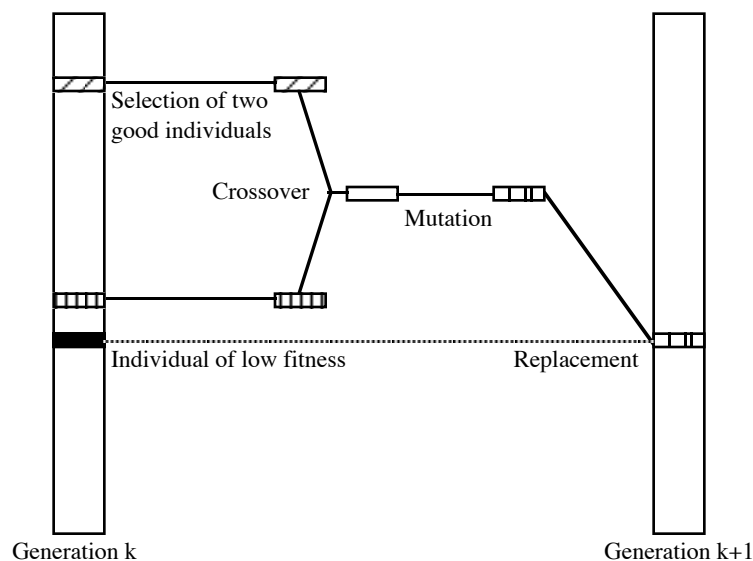 Selection of two
good individuals
Crossover
Mutation
Individual of low fitness
Replacement
Generation k
Generation k+1